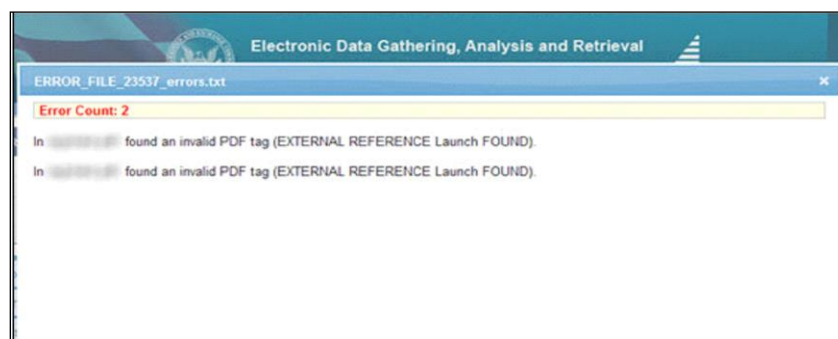 Electronic Data Gathering, Analysis and Retrieval
ERROR_FILE_23537_errors.txt
Error Count: 2
In found an invalid PDF tag (EXTERNAL REFERENCE Launch FOUND).
In found an invalid PDF tag (EXTERNAL REFERENCE Launch FOUND).